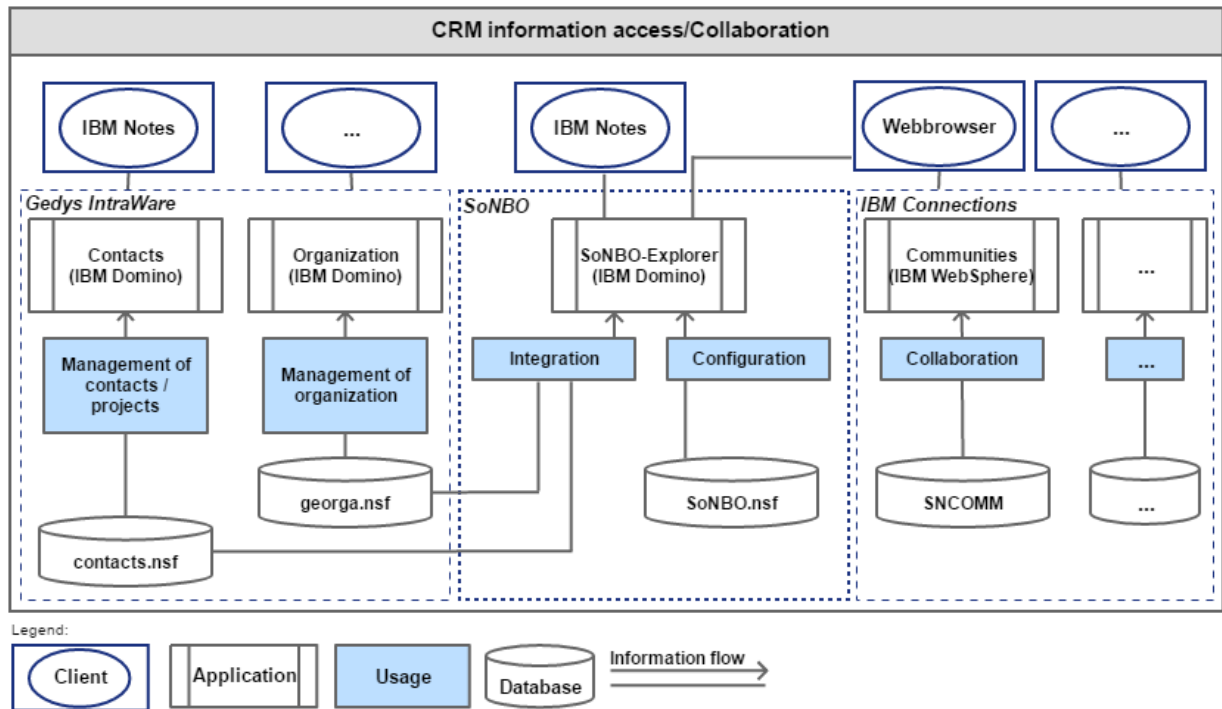 CRM information access/Collaboration
IBM Notes
...
IBM Notes
Webbrowser
...
Gedys IntraWare
SoNBO
IBM Connections
Contacts
(IBM Domino)
Organization
(IBM Domino)
SoNBO-Explorer
(IBM Domino)
Communities
(IBM WebSphere)
...
Management of
contacts /
projects
Management of
organization
Integration
Configuration
Collaboration
...
georga.nsf
SoNBO.nsf
SNCOMM
...
contacts.nsf
Legend:
Client
Application
Usage
Database
Information flow